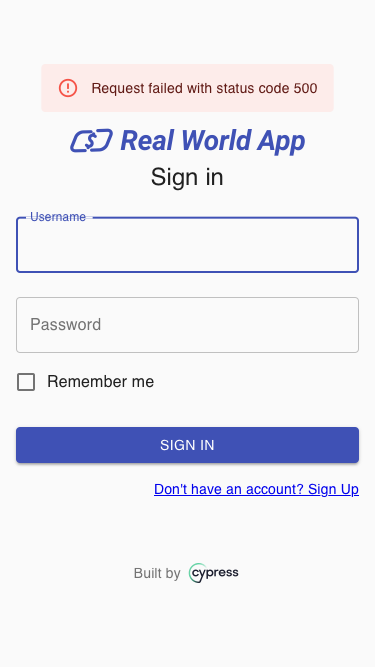 Request failed with status code 500
Real World App
Sign in
Username
Password
Remember me
SIGN IN
Don't have an account? Sign Up
Built by cypress